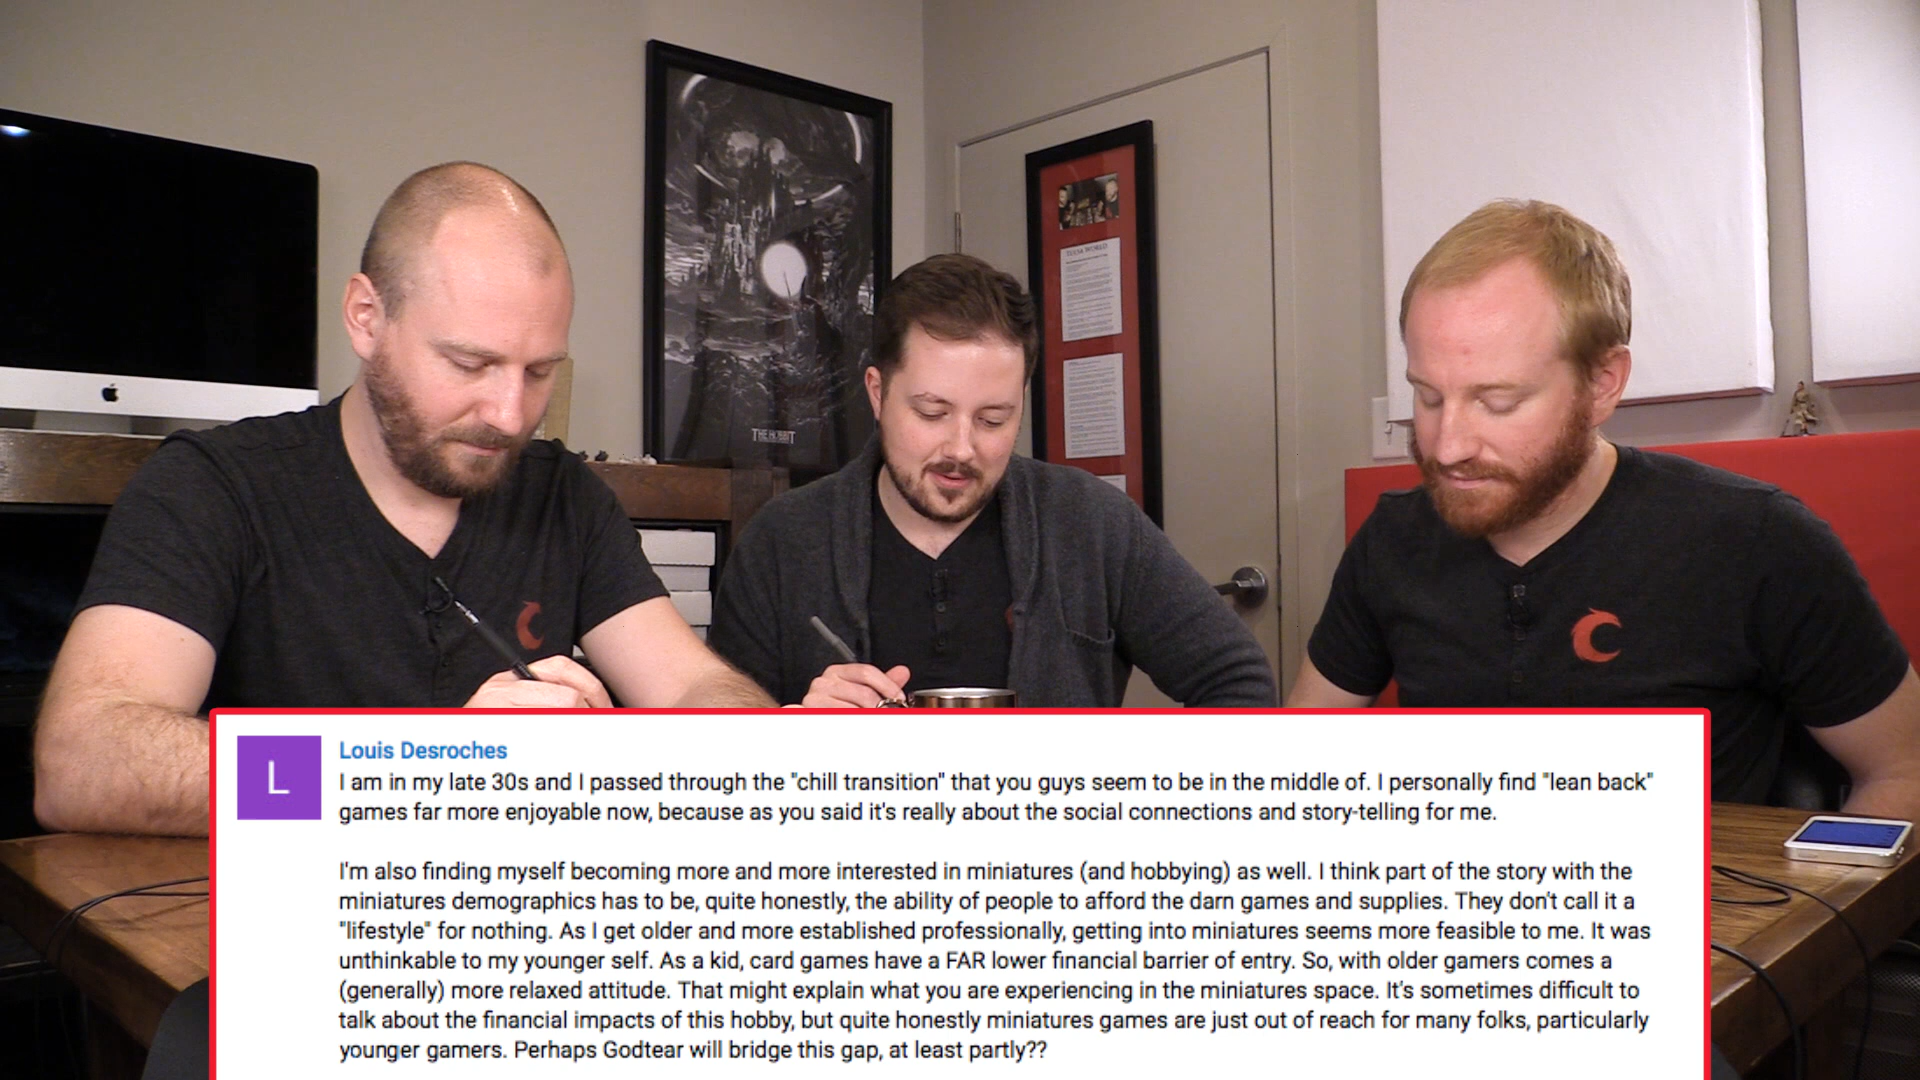 THE HOBBIT
TULSA WORLD
L
Louis Desroches
I am in my late 30s and I passed through the "chill transition" that you guys seem to be in the middle of. I personally find "lean back"
games far more enjoyable now, because as you said it's really about the social connections and story-telling for me.
I'm also finding myself becoming more and more interested in miniatures (and hobbying) as well. I think part of the story with the
miniatures demographics has to be, quite honestly, the ability of people to afford the darn games and supplies. They don't call it a
"lifestyle" for nothing. As I get older and more established professionally, getting into miniatures seems more feasible to me. It was
unthinkable to my younger self. As a kid, card games have a FAR lower financial barrier of entry. So, with older gamers comes a
(generally) more relaxed attitude. That might explain what you are experiencing in the miniatures space. It's sometimes difficult to
talk about the financial impacts of this hobby, but quite honestly miniatures games are just out of reach for many folks, particularly
younger gamers. Perhaps Godtear will bridge this gap, at least partly??